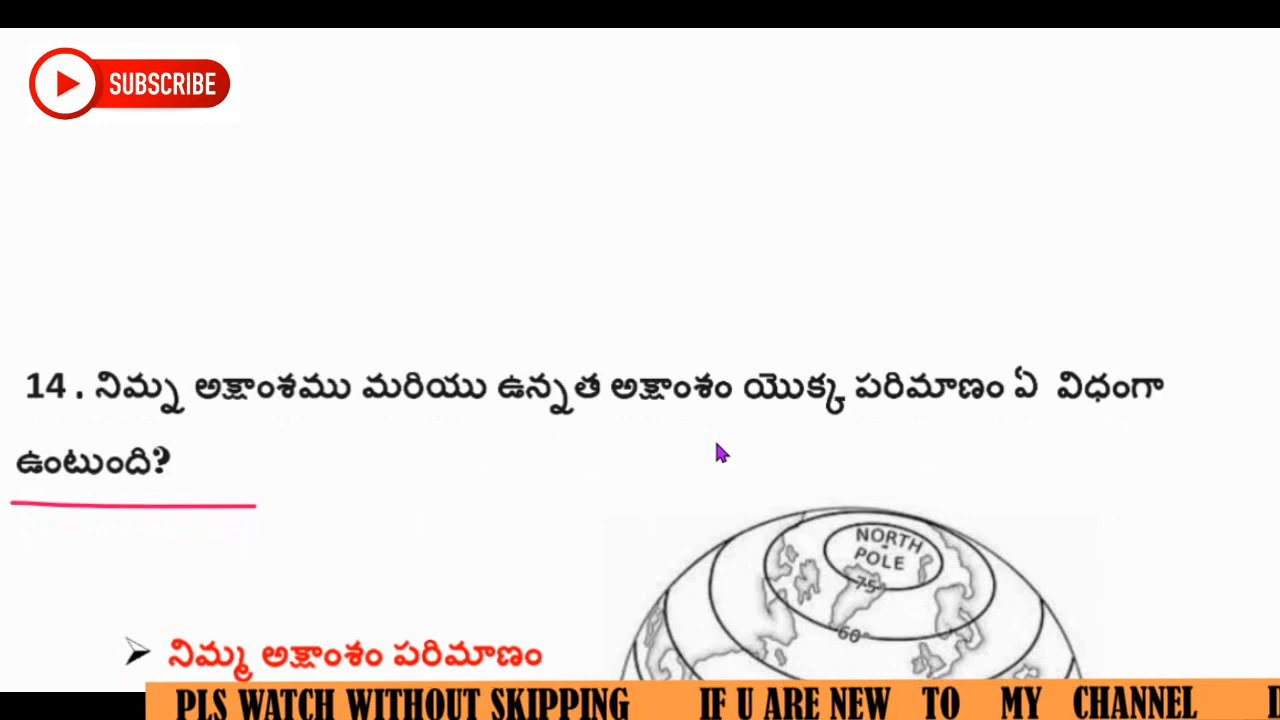 SUBSCRIBE
14 . నిమ్న అక్షాంశము మరియు ఉన్నత అక్షాంశం యొక్క పరిమాణం ఏ విధంగా
ఉంటుంది?
NORTH
POLE
75°
60°
నిమ్మ అక్షాంశం పరిమాణం
PLS WATCH WITHOUT SKIPPING IF U ARE NEW TO MY CHANNEL